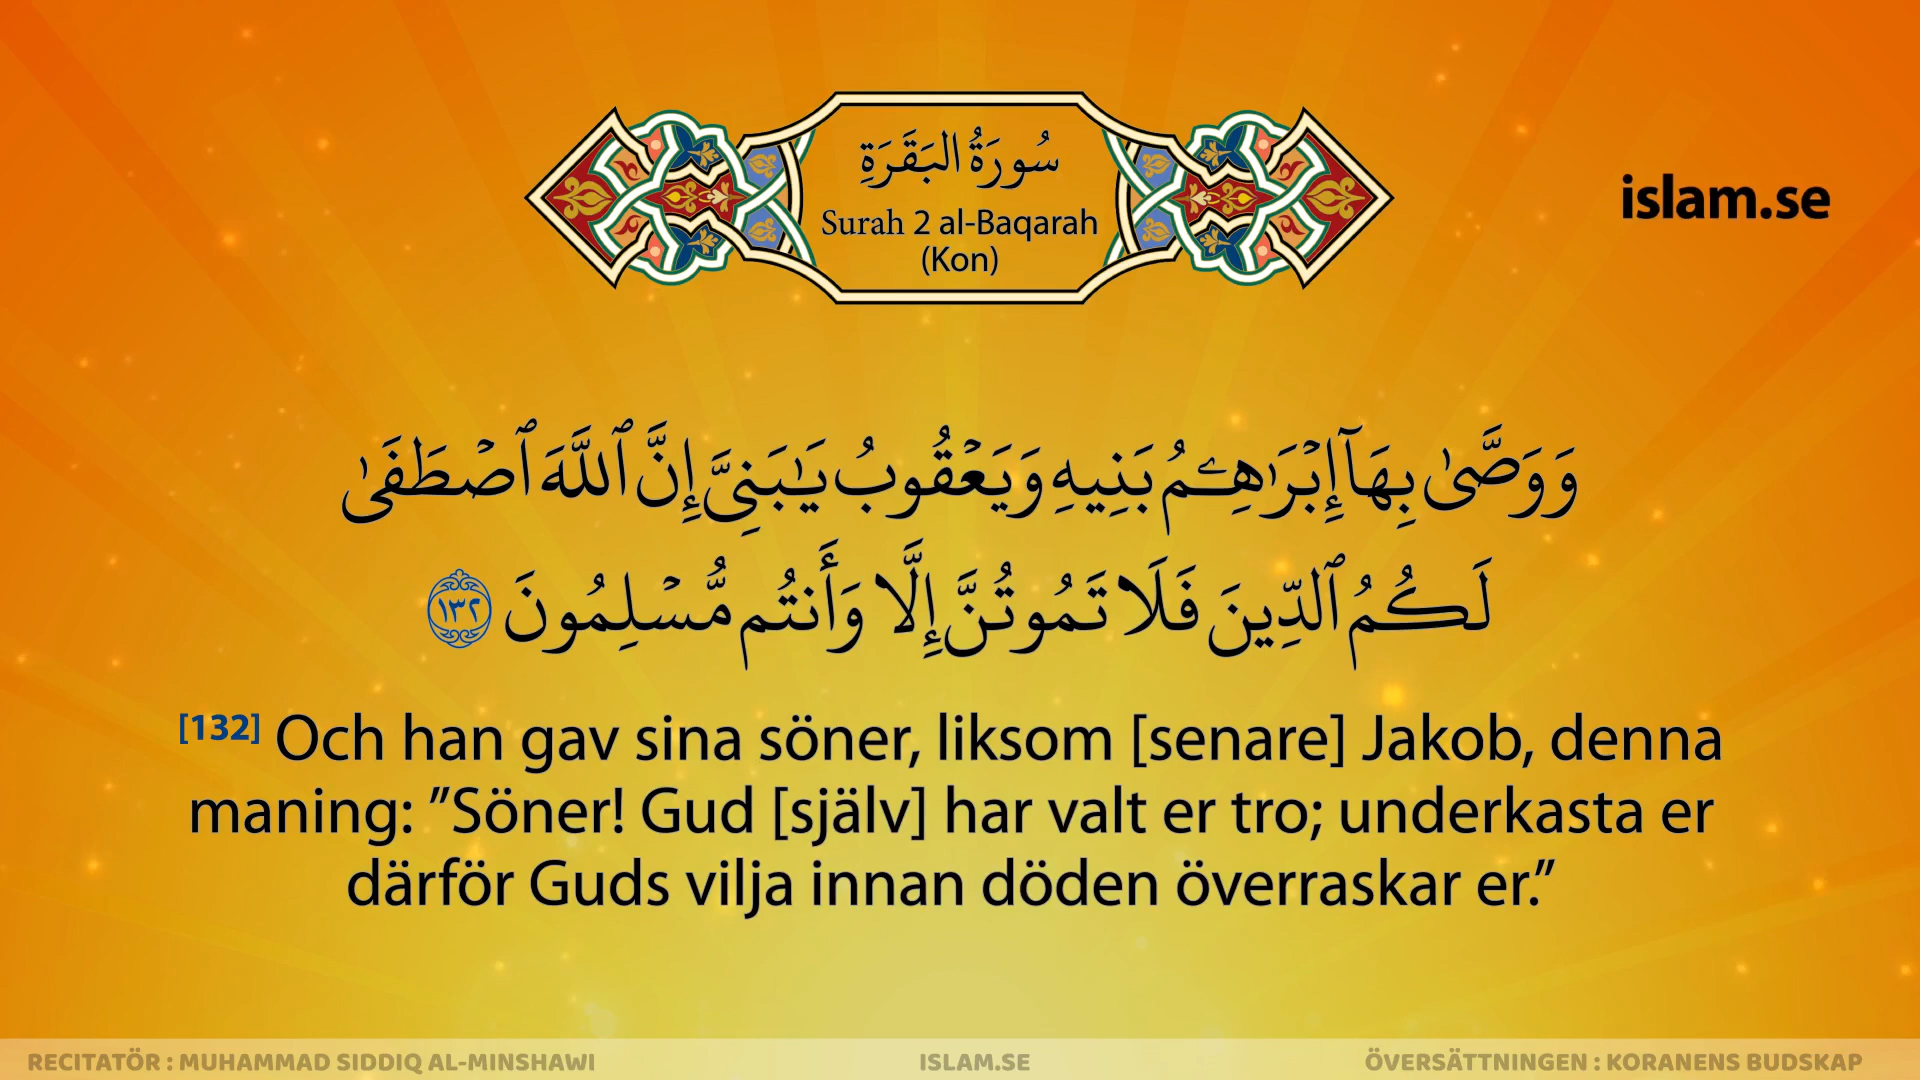 سُورَةُ البَقَرَةِ
Surah 2 al-Baqarah
(Kon)
islam.se
وَوَصَّىٰ بِهَآ إِبْرَٰهِـۧمُ بَنِيهِ وَيَعْقُوبُ يَـٰبَنِىَّ إِنَّ ٱللَّهَ ٱصْطَفَىٰ
لَكُمُ ٱلدِّينَ فَلَا تَمُوتُنَّ إِلَّا وَأَنتُم مُّسْلِمُونَ ١٣٢
[132] Och han gav sina söner, liksom [senare] Jakob, denna
maning: ”Söner! Gud [själv] har valt er tro; underkasta er
därför Guds vilja innan döden överraskar er.”
RECITATÖR : MUHAMMAD SIDDIQ AL-MINSHAWI
ISLAM.SE
ÖVERSÄTTNINGEN : KORANENS BUDSKAP